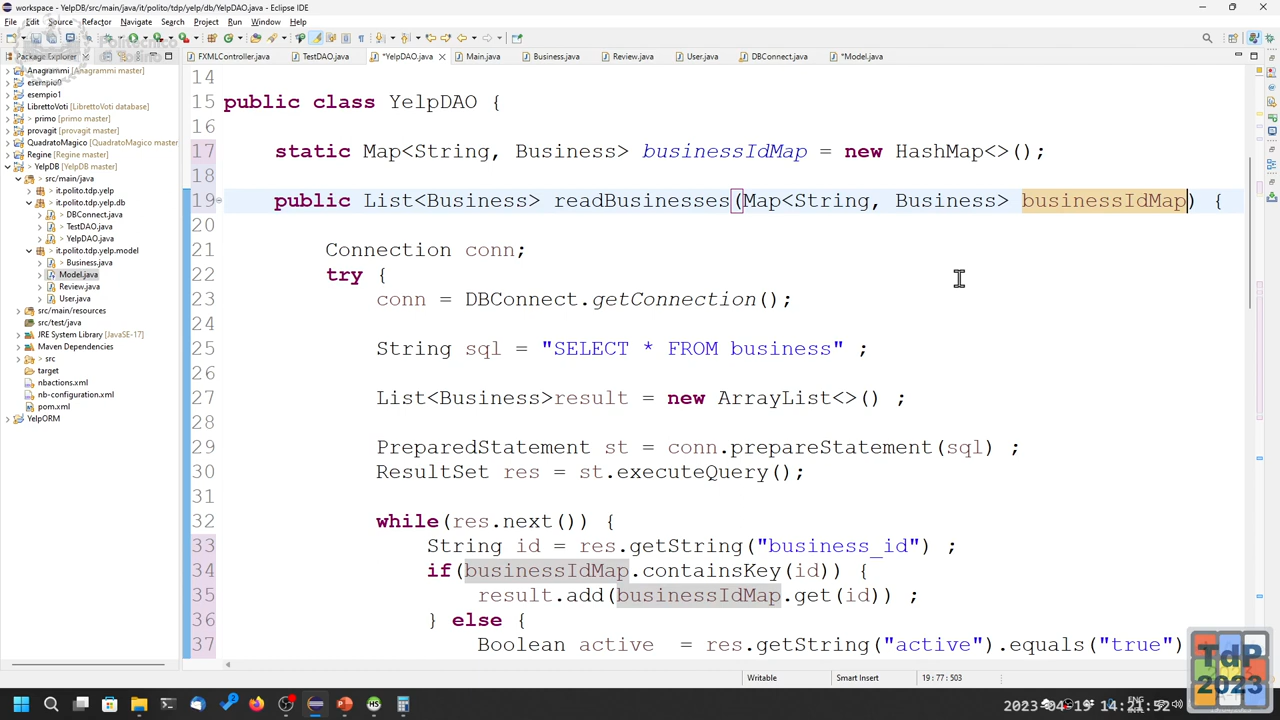 workspace - YelpDB/src/main/java/it/polito/tdp/yelp/db/YelpDAO.java - Eclipse IDE
File Edit Source Refactor Navigate Search Project Run Window Help
Package Explorer
FXMLController.java TestDAO.java *YelpDAO.java Main.java Business.java Review.java User.java DBConnect.java *Model.java
Anagrammi [Anagrammi master]
esempio0
esempio1
LibrettoVoti [LibrettoVoti database]
> primo [primo master]
provagit [provagit master]
QuadratoMagico [QuadratoMagico master]
Regine [Regine master]
> YelpDB [YelpDB master]
> src/main/java
> it.polito.tdp.yelp
> it.polito.tdp.yelp.db
> DBConnect.java
> TestDAO.java
> YelpDAO.java
> it.polito.tdp.yelp.model
> Business.java
Model.java
Review.java
User.java
> src/main/resources
src/test/java
JRE System Library [JavaSE-17]
Maven Dependencies
> src
target
nbactions.xml
nb-configuration.xml
pom.xml
YelpORM
14
15 public class YelpDAO {
16
17 static Map<String, Business> businessIdMap = new HashMap<>();
18
19 public List<Business> readBusinesses(Map<String, Business> businessIdMap) {
20
21 Connection conn;
22 try {
23 conn = DBConnect.getConnection();
24
25 String sql = "SELECT * FROM business" ;
26
27 List<Business>result = new ArrayList<>() ;
28
29 PreparedStatement st = conn.prepareStatement(sql) ;
30 ResultSet res = st.executeQuery();
31
32 while(res.next()) {
33 String id = res.getString("business_id") ;
34 if(businessIdMap.containsKey(id)) {
35 result.add(businessIdMap.get(id)) ;
36 } else {
37 Boolean active = res.getString("active").equals("true")
Writable Smart Insert 19 : 77 : 503
TdP
2023
ENG
2023-04-19 14:21:52